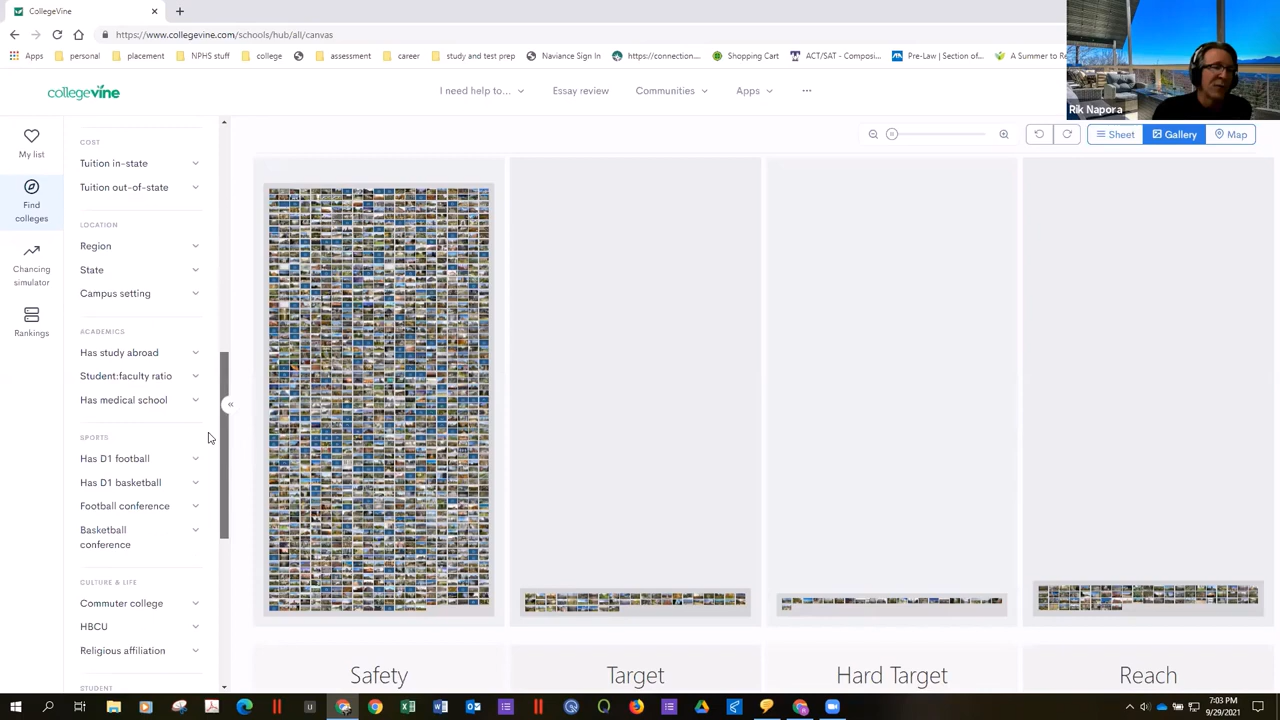 CollegeVine
https://www.collegevine.com/schools/hub/all/canvas
Apps personal placement NPHS stuff college assessment career study and test prep Naviance Sign In https://connection.... Shopping Cart ACT/SAT - Composi... Pre-Law | Section of... A Summer to R
Rik Napora
collegevine I need help to... Essay review Communities Apps ...
My list
Find colleges
Chancing simulator
Rankings
COST
Tuition in-state
Tuition out-of-state
LOCATION
Region
State
Campus setting
ACADEMICS
Has study abroad
Student:faculty ratio
Has medical school
SPORTS
Has D1 football
Has D1 basketball
Football conference
Basketball
conference
CULTURE & LIFE
Commuter college
HBCU
Religious affiliation
STUDENT
Sheet Gallery Map
Safety Target Hard Target Reach
7:03 PM
9/29/2021